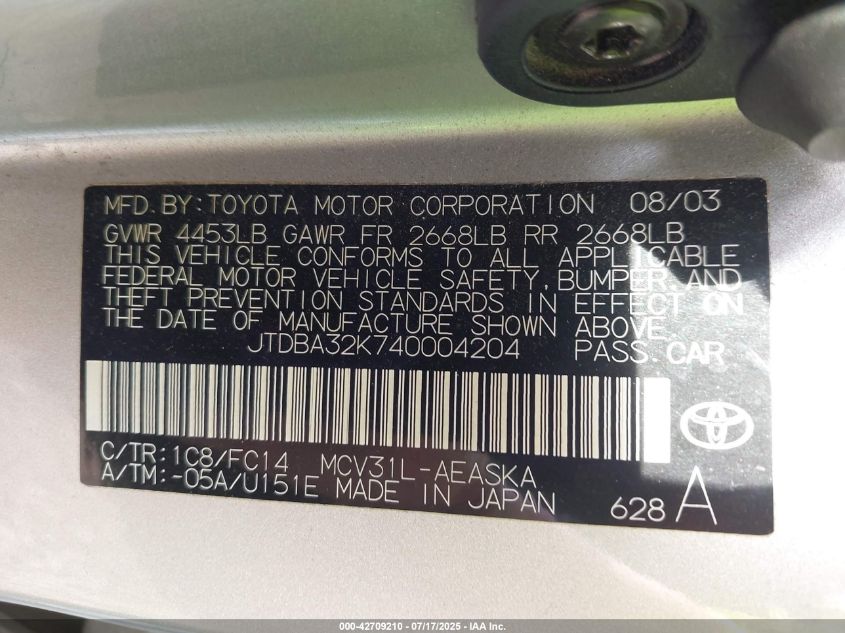 MFD. BY: TOYOTA MOTOR CORPORATION 08/03
GVWR 4453LB GAWR FR 2668LB RR 2668LB
THIS VEHICLE CONFORMS TO ALL APPLICABLE
FEDERAL MOTOR VEHICLE SAFETY, BUMPER, AND
THEFT PREVENTION STANDARDS IN EFFECT ON
THE DATE OF MANUFACTURE SHOWN ABOVE.
JTDBA32K740004204 PASS. CAR
C/TR: 1C8/FC14 MCV31L-AEASKA
A/TM: -05A/U151E MADE IN JAPAN
628 A
000-42709210 - 07/17/2025 - IAA Inc.